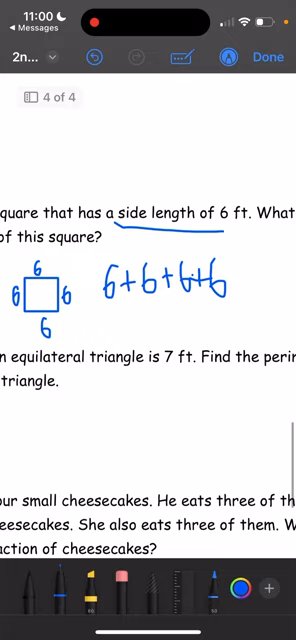 11:00
Messages
2n...
Done
4 of 4
quare that has a side length of 6 ft. What
of this square?
6
6 6
6
6+6+6+6
n equilateral triangle is 7 ft. Find the perin
triangle.
our small cheesecakes. He eats three of th
eesecakes. She also eats three of them. W
action of cheesecakes?